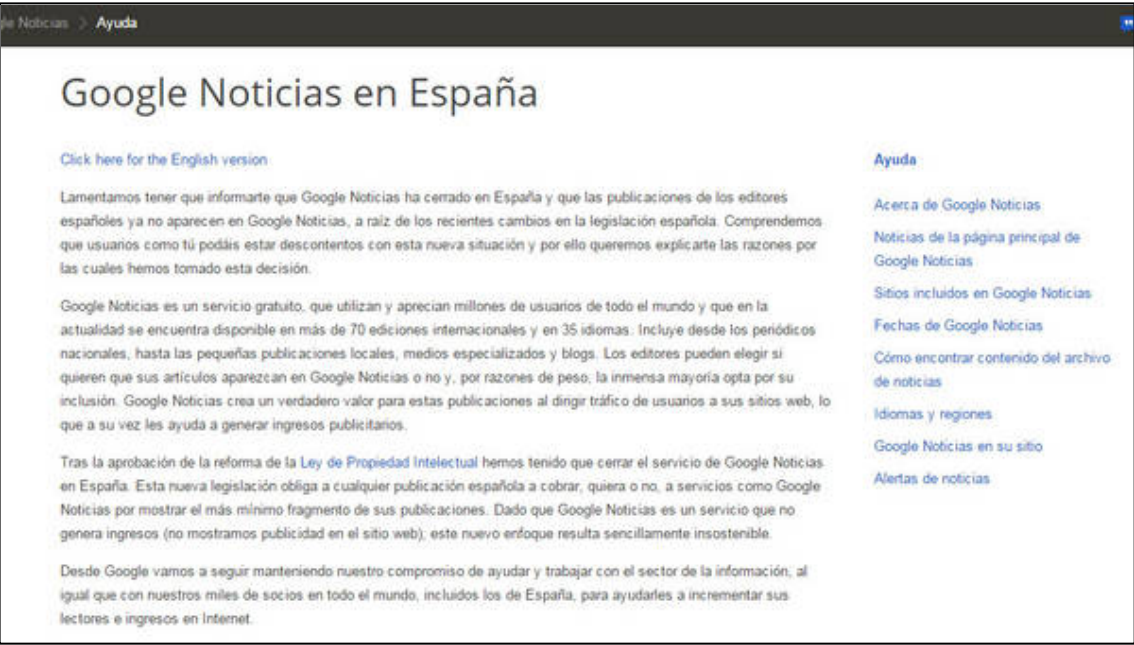 Noticias > Ayuda
Google Noticias en España
Click here for the English version
Lamentamos tener que informarte que Google Noticias ha cerrado en España y que las publicaciones de los editores
españoles ya no aparecen en Google Noticias, a raíz de los recientes cambios en la legislación española. Comprendemos
que usuarios como tú podáis estar descontentos con esta nueva situación y por ello queremos explicarte las razones por
las cuales hemos tomado esta decisión.
Google Noticias es un servicio gratuito, que utilizan y aprecian millones de usuarios de todo el mundo y que en la
actualidad se encuentra disponible en más de 70 ediciones internacionales y en 35 idiomas. Incluye desde los periódicos
nacionales, hasta las pequeñas publicaciones locales, medios especializados y blogs. Los editores pueden elegir si
quieren que sus artículos aparezcan en Google Noticias o no y, por razones de peso, la inmensa mayoría opta por su
inclusión. Google Noticias crea un verdadero valor para estas publicaciones al dirigir tráfico de usuarios a sus sitios web, lo
que a su vez les ayuda a generar ingresos publicitarios.
Tras la aprobación de la reforma de la Ley de Propiedad Intelectual hemos tenido que cerrar el servicio de Google Noticias
en España. Esta nueva legislación obliga a cualquier publicación española a cobrar, quiera o no, a servicios como Google
Noticias por mostrar el más mínimo fragmento de sus publicaciones. Dado que Google Noticias es un servicio que no
genera ingresos (no mostramos publicidad en el sitio web), este nuevo enfoque resulta sencillamente insostenible.
Desde Google vamos a seguir manteniendo nuestro compromiso de ayudar y trabajar con el sector de la información, al
igual que con nuestros miles de socios en todo el mundo, incluidos los de España, para ayudarles a incrementar sus
lectores e ingresos en Internet.
Ayuda
Acerca de Google Noticias
Noticias de la página principal de
Google Noticias
Sitios incluidos en Google Noticias
Fechas de Google Noticias
Cómo encontrar contenido del archivo
de noticias
Idiomas y regiones
Google Noticias en su sitio
Alertas de noticias